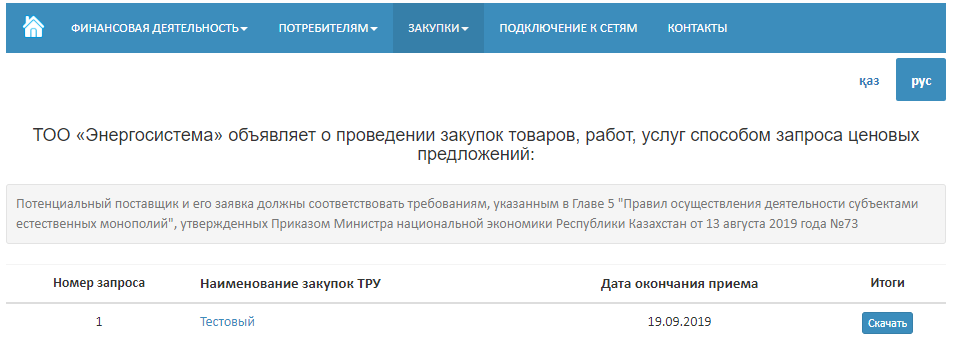 ФИНАНСОВАЯ ДЕЯТЕЛЬНОСТЬ ПОТРЕБИТЕЛЯМ ЗАКУПКИ ПОДКЛЮЧЕНИЕ К СЕТЯМ КОНТАКТЫ
қаз рус
ТОО «Энергосистема» объявляет о проведении закупок товаров, работ, услуг способом запроса ценовых
предложений:
Потенциальный поставщик и его заявка должны соответствовать требованиям, указанным в Главе 5 "Правил осуществления деятельности субъектами
естественных монополий", утвержденных Приказом Министра национальной экономики Республики Казахстан от 13 августа 2019 года №73
Номер запроса Наименование закупок ТРУ Дата окончания приема Итоги
1 Тестовый 19.09.2019 Скачать